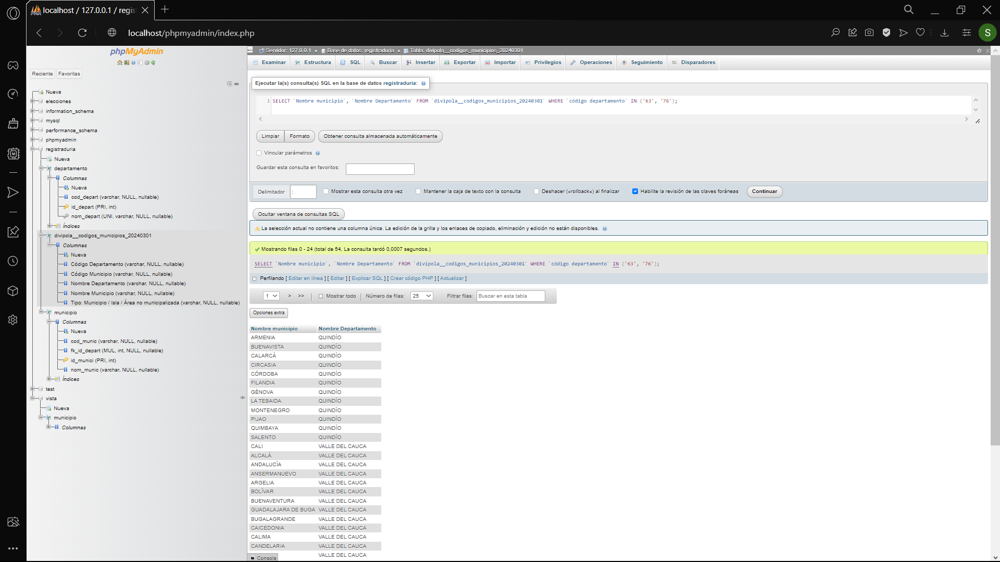 localhost / 127.0.0.1 / regis
localhost/phpmyadmin/index.php
S
phpMyAdmin
Reciente
Favoritas
Nueva
elecciones
information_schema
mysql
performance_schema
phpmyadmin
registraduria
Nueva
departamento
Columnas
Nueva
cod_depart (varchar, NULL, nullable)
id_depart (PRI, int)
nom_depart (UNI, varchar, NULL, nullable)
Índices
divipola__codigos_municipios_20240301
Columnas
Nueva
Código Departamento (varchar, NULL, nullable)
Código Municipio (varchar, NULL, nullable)
Nombre Departamento (varchar, NULL, nullable)
Nombre Municipio (varchar, NULL, nullable)
Tipo: Municipio / Isla / Área no municipalizada (varchar, NULL, nullable)
municipio
Columnas
Nueva
cod_munic (varchar, NULL, nullable)
fk_id_depart (MUL, int, NULL, nullable)
id_munici (PRI, int)
nom_munic (varchar, NULL, nullable)
Índices
test
vista
Nueva
municipio
Columnas
Servidor: 127.0.0.1 » Base de datos: registraduria » Tabla: divipola__codigos_municipios_20240301
Examinar Estructura SQL Buscar Insertar Exportar Importar Privilegios Operaciones Seguimiento Disparadores
Ejecutar la(s) consulta(s) SQL en la base de datos registraduria:
1 SELECT `Nombre municipio`, `Nombre Departamento` FROM `divipola__codigos_municipios_20240301` WHERE `código departamento` IN ('63', '76');
Limpiar Formato Obtener consulta almacenada automáticamente
Vincular parámetros
Guardar esta consulta en favoritos:
Delimitador ; Mostrar esta consulta otra vez Mantener la caja de texto con la consulta Deshacer («rollback») al finalizar Habilite la revisión de las claves foráneas Continuar
Ocultar ventana de consultas SQL
La selección actual no contiene una columna única. La edición de la grilla y los enlaces de copiado, eliminación y edición no están disponibles.
Mostrando filas 0 - 24 (total de 54, La consulta tardó 0,0007 segundos.)
SELECT `Nombre municipio`, `Nombre Departamento` FROM `divipola__codigos_municipios_20240301` WHERE `código departamento` IN ('63', '76');
Perfilando [ Editar en línea ] [ Editar ] [ Explicar SQL ] [ Crear código PHP ] [ Actualizar ]
1 > >> Mostrar todo Número de filas: 25 Filtrar filas: Buscar en esta tabla
Opciones extra
Nombre municipio Nombre Departamento
ARMENIA QUINDÍO
BUENAVISTA QUINDÍO
CALARCÁ QUINDÍO
CIRCASIA QUINDÍO
CÓRDOBA QUINDÍO
FILANDIA QUINDÍO
GÉNOVA QUINDÍO
LA TEBAIDA QUINDÍO
MONTENEGRO QUINDÍO
PIJAO QUINDÍO
QUIMBAYA QUINDÍO
SALENTO QUINDÍO
CALI VALLE DEL CAUCA
ALCALÁ VALLE DEL CAUCA
ANDALUCÍA VALLE DEL CAUCA
ANSERMANUEVO VALLE DEL CAUCA
ARGELIA VALLE DEL CAUCA
BOLÍVAR VALLE DEL CAUCA
BUENAVENTURA VALLE DEL CAUCA
GUADALAJARA DE BUGA VALLE DEL CAUCA
BUGALAGRANDE VALLE DEL CAUCA
CAICEDONIA VALLE DEL CAUCA
CALIMA VALLE DEL CAUCA
CANDELARIA VALLE DEL CAUCA
VALLE DEL CAUCA
Consola